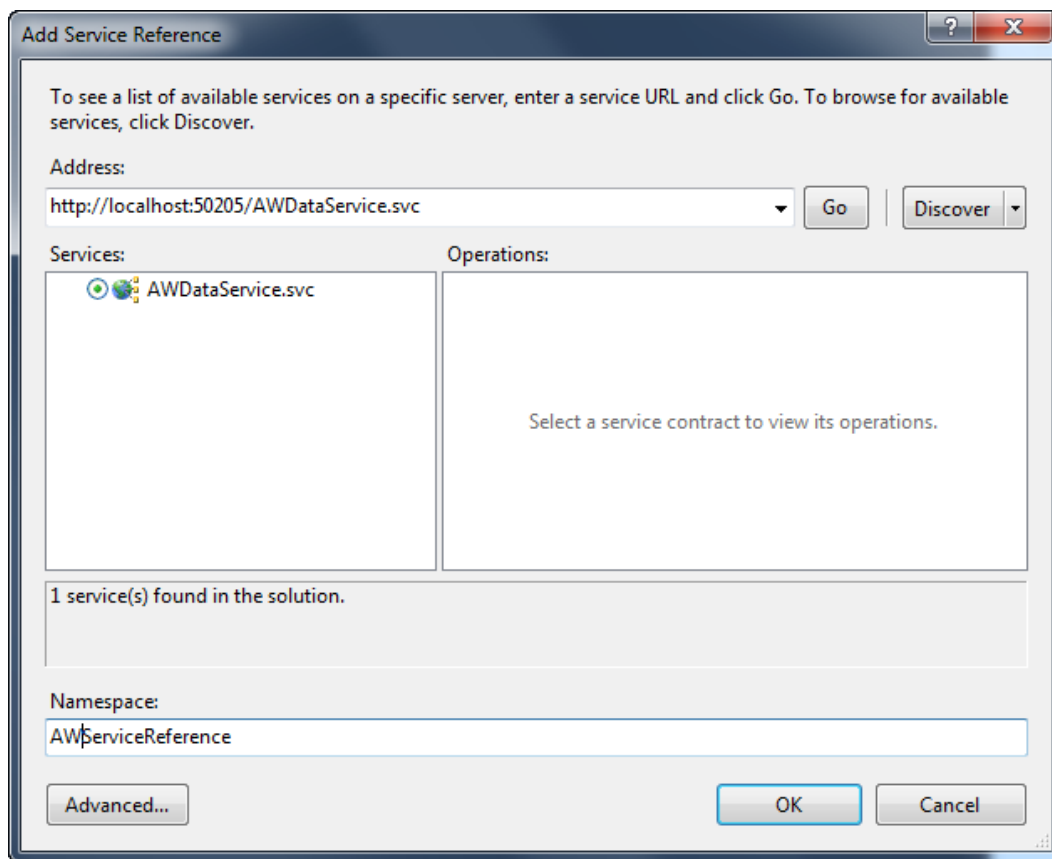 Add Service Reference
To see a list of available services on a specific server, enter a service URL and click Go. To browse for available
services, click Discover.
Address:
http://localhost:50205/AWDataService.svc
Go
Discover
Services:
Operations:
AWDataService.svc
Select a service contract to view its operations.
1 service(s) found in the solution.
Namespace:
AWServiceReference
Advanced...
OK
Cancel